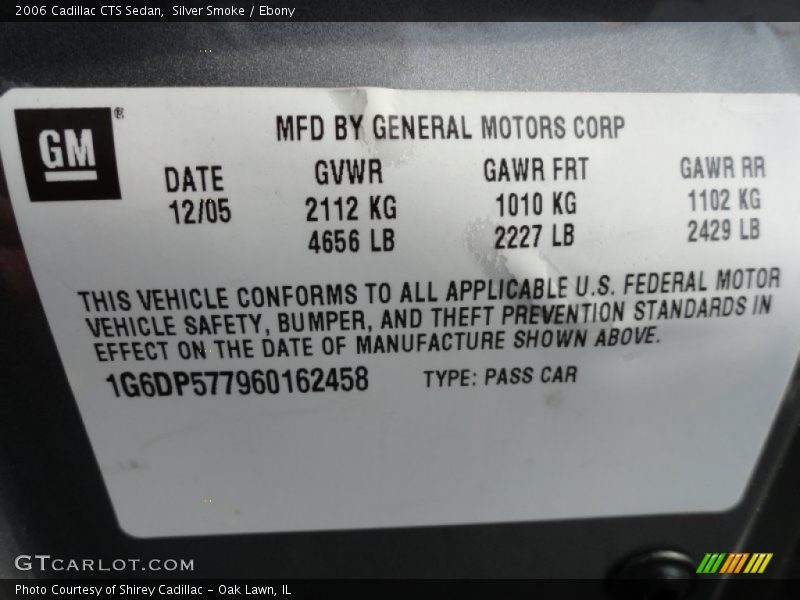 2006 Cadillac CTS Sedan, Silver Smoke / Ebony
GM®
MFD BY GENERAL MOTORS CORP
DATE GVWR GAWR FRT GAWR RR
12/05 2112 KG 1010 KG 1102 KG
4656 LB 2227 LB 2429 LB
THIS VEHICLE CONFORMS TO ALL APPLICABLE U.S. FEDERAL MOTOR
VEHICLE SAFETY, BUMPER, AND THEFT PREVENTION STANDARDS IN
EFFECT ON THE DATE OF MANUFACTURE SHOWN ABOVE.
1G6DP577960162458 TYPE: PASS CAR
GTCARLOT.COM
Photo Courtesy of Shirey Cadillac - Oak Lawn, IL